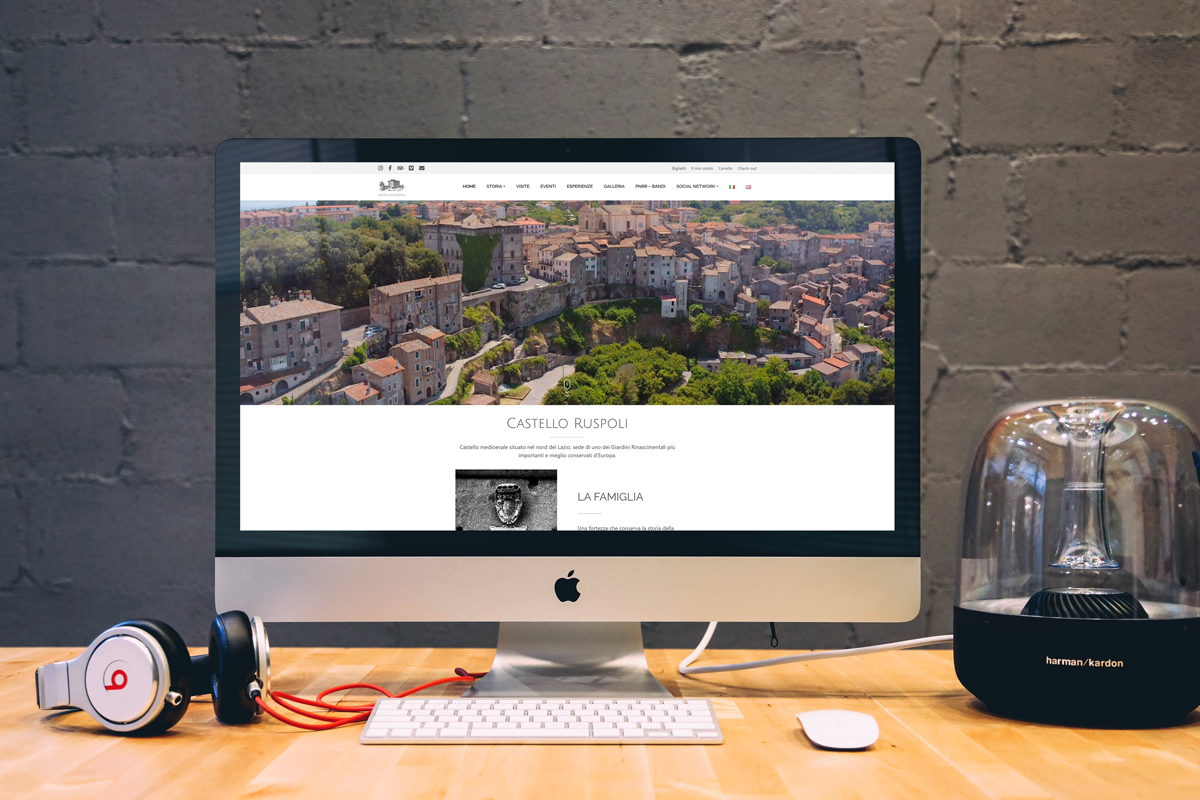 Biglietti Il mio conto Carrello Check-out
HOME STORIA VISITE EVENTI ESPERIENZE GALLERIA PNRR – BANDI SOCIAL NETWORK
CASTELLO RUSPOLI
Castello medioevale situato nel nord del Lazio, sede di uno dei Giardini Rinascimentali più
importanti e meglio conservati d'Europa.
LA FAMIGLIA
Una fortezza che conserva la storia della
harman/kardon
b